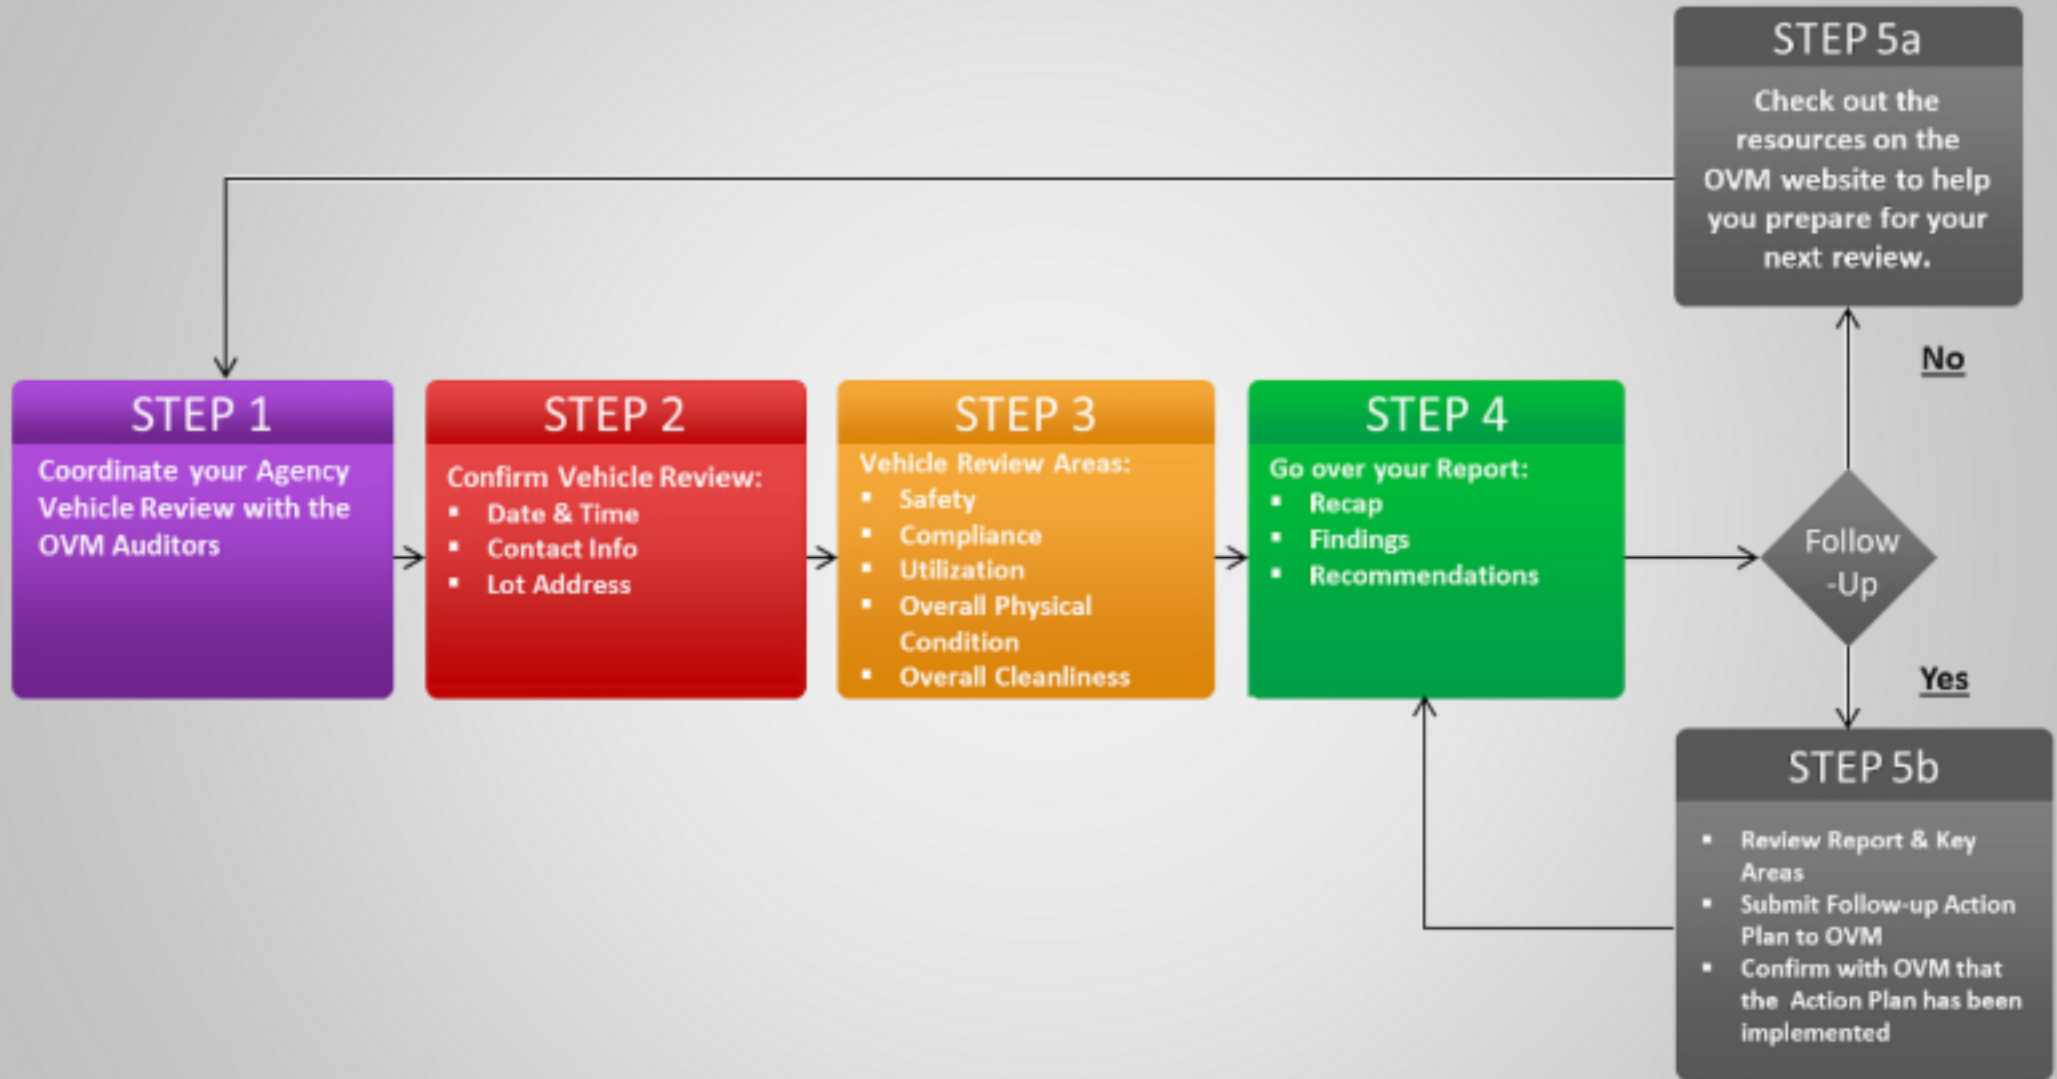 STEP 5a
Check out the
resources on the
OVM website to help
you prepare for your
next review.
No
STEP 1
Coordinate your Agency
Vehicle Review with the
OVM Auditors
STEP 2
Confirm Vehicle Review:
▪ Date & Time
▪ Contact Info
▪ Lot Address
STEP 3
Vehicle Review Areas:
▪ Safety
▪ Compliance
▪ Utilization
▪ Overall Physical
Condition
▪ Overall Cleanliness
STEP 4
Go over your Report:
▪ Recap
▪ Findings
▪ Recommendations
Follow
-Up
Yes
STEP 5b
▪ Review Report & Key
Areas
▪ Submit Follow-up Action
Plan to OVM
▪ Confirm with OVM that
the Action Plan has been
implemented